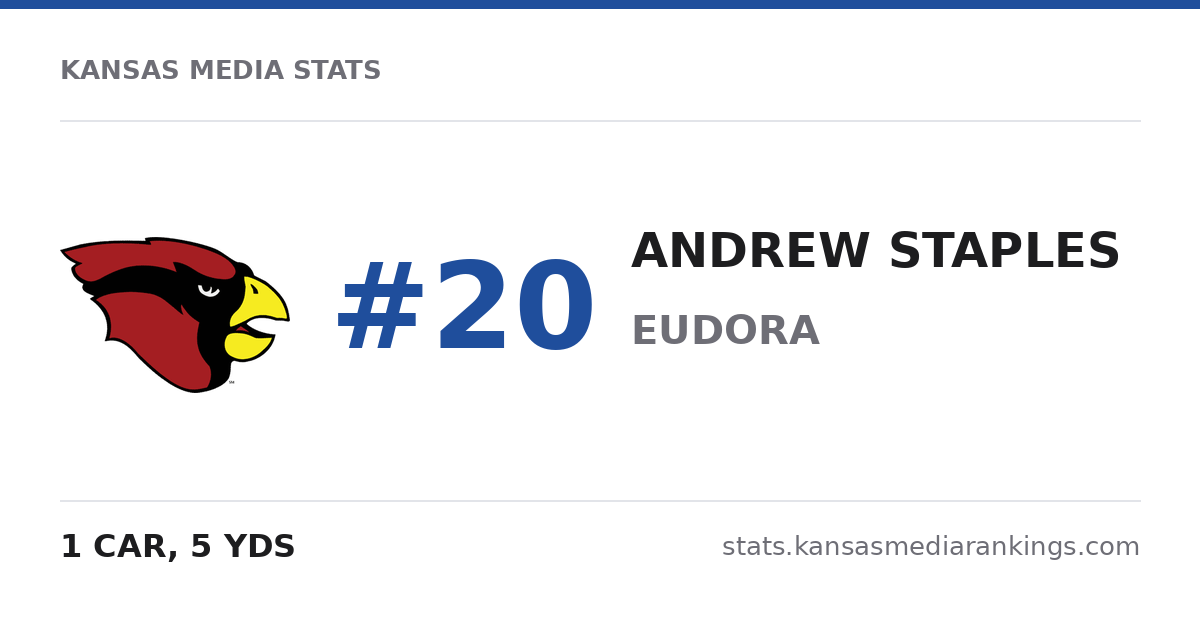 KANSAS MEDIA STATS
#20
ANDREW STAPLES
EUDORA
1 CAR, 5 YDS
stats.kansasmediarankings.com